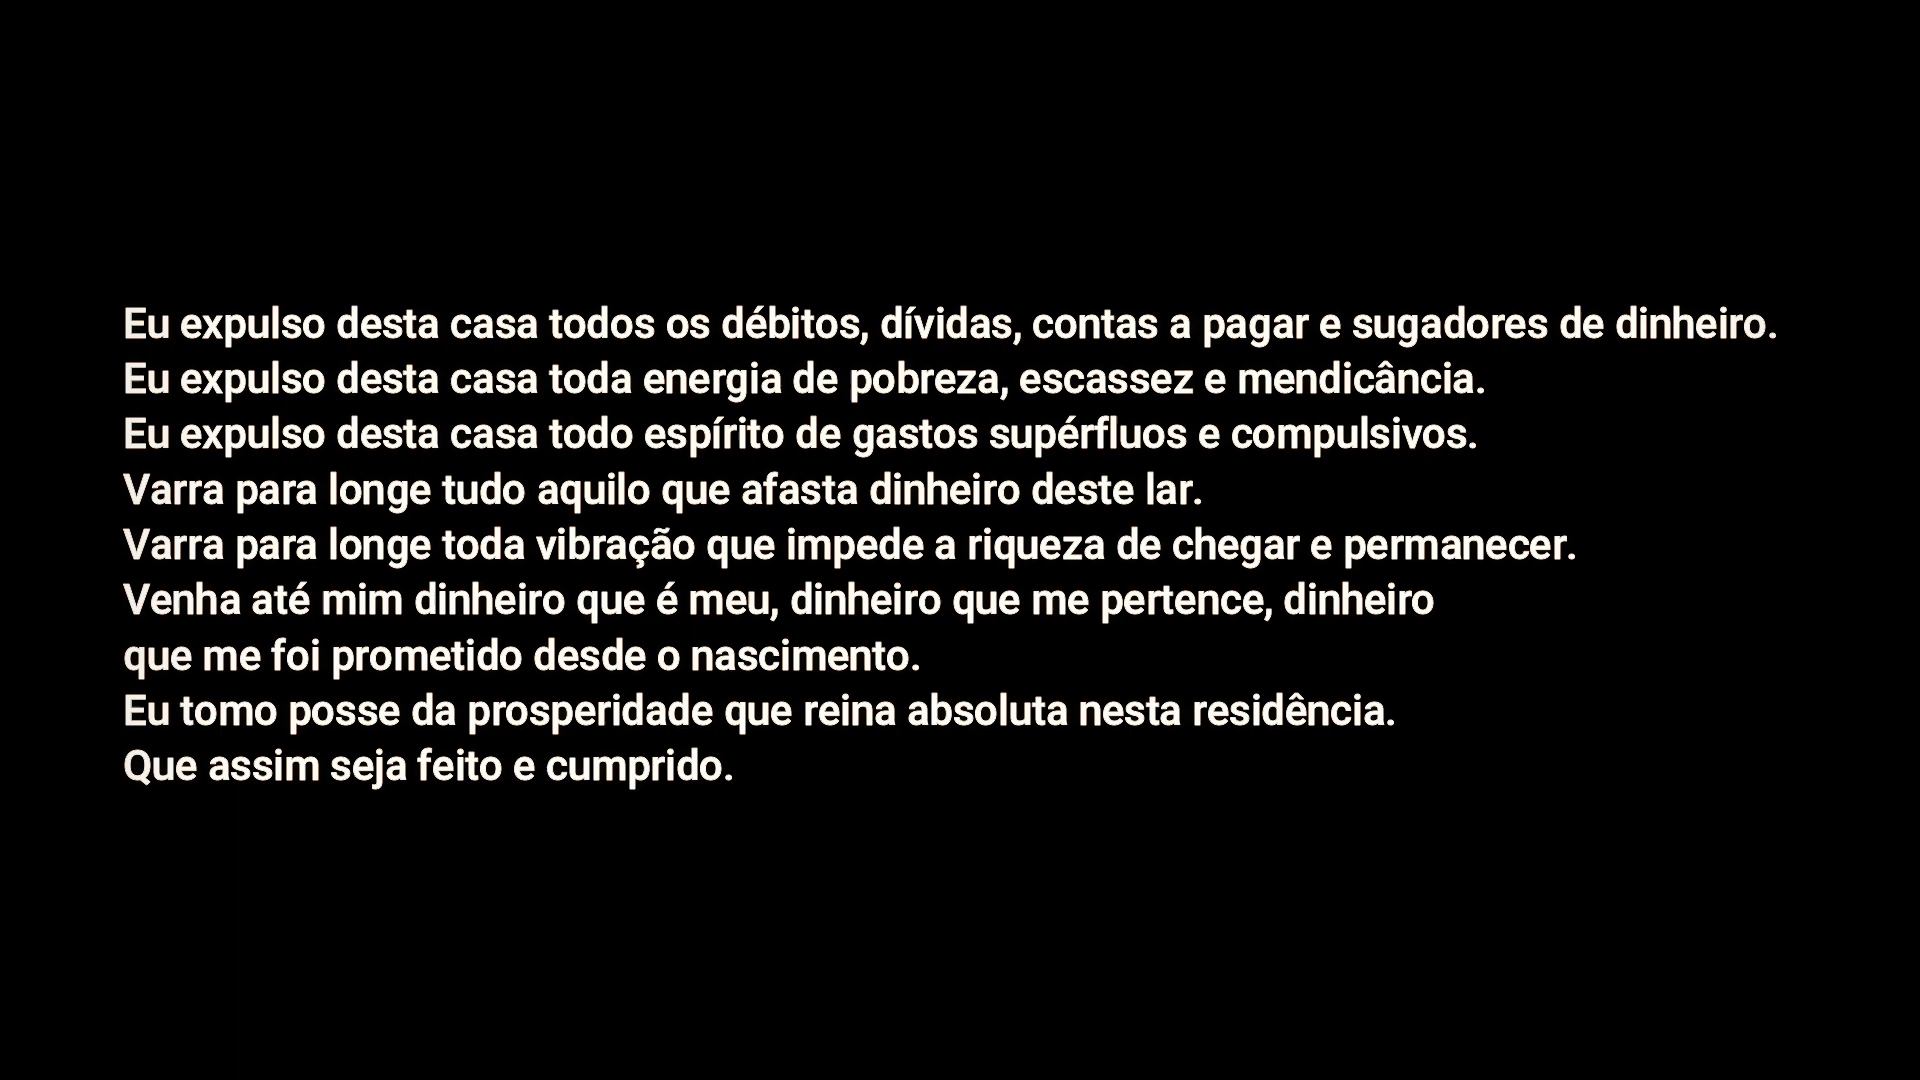 Eu expulso desta casa todos os débitos, dívidas, contas a pagar e sugadores de dinheiro.
Eu expulso desta casa toda energia de pobreza, escassez e mendicância.
Eu expulso desta casa todo espírito de gastos supérfluos e compulsivos.
Varra para longe tudo aquilo que afasta dinheiro deste lar.
Varra para longe toda vibração que impede a riqueza de chegar e permanecer.
Venha até mim dinheiro que é meu, dinheiro que me pertence, dinheiro
que me foi prometido desde o nascimento.
Eu tomo posse da prosperidade que reina absoluta nesta residência.
Que assim seja feito e cumprido.